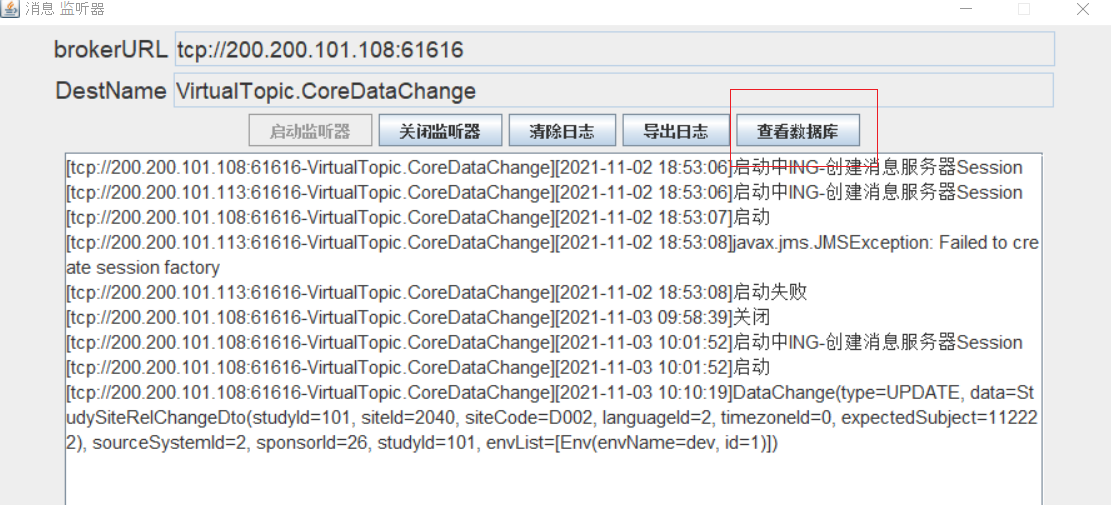 消息 监听器
brokerURL tcp://200.200.101.108:61616
DestName VirtualTopic.CoreDataChange
启动监听器 关闭监听器 清除日志 导出日志 查看数据库
[tcp://200.200.101.108:61616-VirtualTopic.CoreDataChange][2021-11-02 18:53:06]启动中ING-创建消息服务器Session
[tcp://200.200.101.113:61616-VirtualTopic.CoreDataChange][2021-11-02 18:53:06]启动中ING-创建消息服务器Session
[tcp://200.200.101.108:61616-VirtualTopic.CoreDataChange][2021-11-02 18:53:07]启动
[tcp://200.200.101.113:61616-VirtualTopic.CoreDataChange][2021-11-02 18:53:08]javax.jms.JMSException: Failed to cre
ate session factory
[tcp://200.200.101.113:61616-VirtualTopic.CoreDataChange][2021-11-02 18:53:08]启动失败
[tcp://200.200.101.108:61616-VirtualTopic.CoreDataChange][2021-11-03 09:58:39]关闭
[tcp://200.200.101.108:61616-VirtualTopic.CoreDataChange][2021-11-03 10:01:52]启动中ING-创建消息服务器Session
[tcp://200.200.101.108:61616-VirtualTopic.CoreDataChange][2021-11-03 10:01:52]启动
[tcp://200.200.101.108:61616-VirtualTopic.CoreDataChange][2021-11-03 10:10:19]DataChange(type=UPDATE, data=St
udySiteRelChangeDto(studyId=101, siteId=2040, siteCode=D002, languageId=2, timezoneId=0, expectedSubject=11222
2), sourceSystemId=2, sponsorId=26, studyId=101, envList=[Env(envName=dev, id=1)])